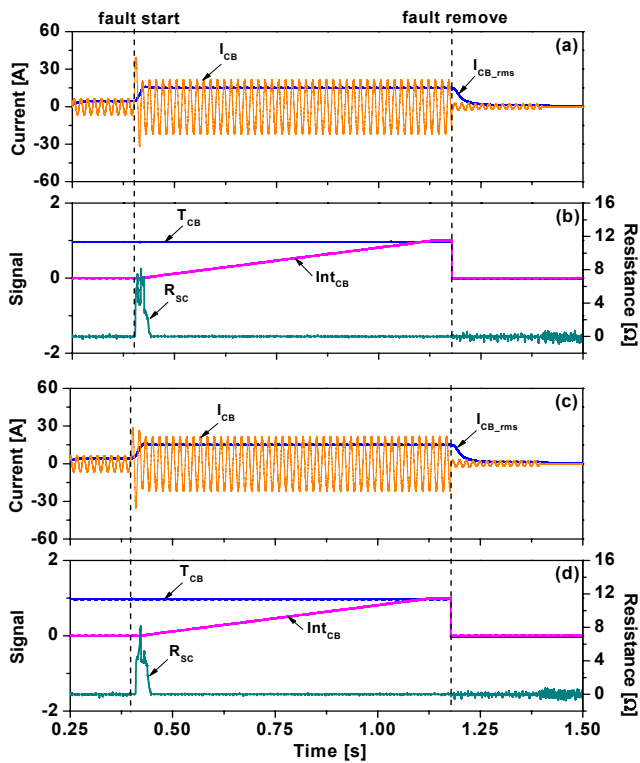 fault start fault remove
60
30
0
-30
-60
Current [A]
I_CB
I_CB_rms
(a)
2
0
-2
Signal
T_CB
Int_CB
R_SC
(b)
16
12
8
4
0
Resistance [Ω]
60
30
0
-30
-60
Current [A]
I_CB
I_CB_rms
(c)
2
0
-2
Signal
T_CB
Int_CB
R_SC
(d)
16
12
8
4
0
Resistance [Ω]
0.25 0.50 0.75 1.00 1.25 1.50
Time [s]